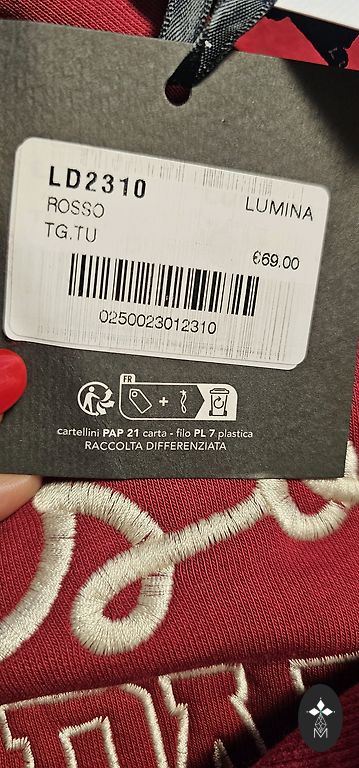 LD2310
ROSSO LUMINA
TG.TU
€69.00
0250023012310
FR
+
cartellini PAP 21 carta - filo PL 7 plastica
RACCOLTA DIFFERENZIATA
M